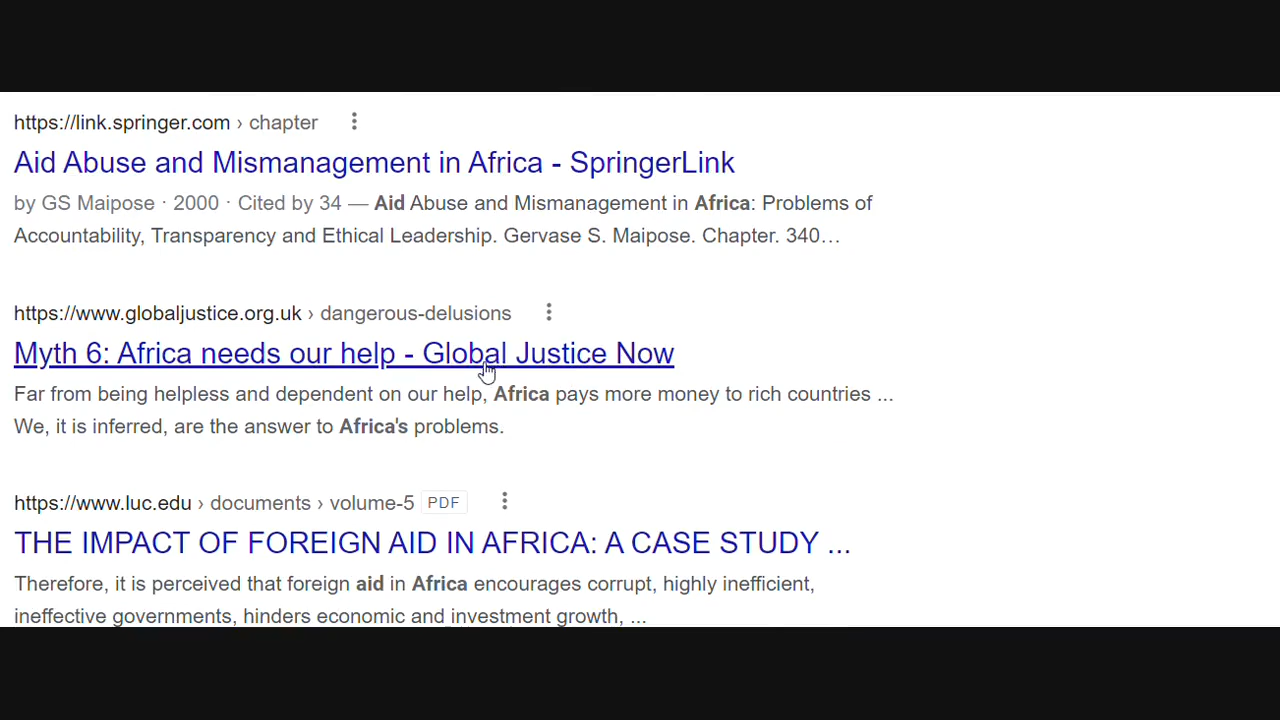 https://link.springer.com › chapter
Aid Abuse and Mismanagement in Africa - SpringerLink
by GS Maipose · 2000 · Cited by 34 — Aid Abuse and Mismanagement in Africa: Problems of
Accountability, Transparency and Ethical Leadership. Gervase S. Maipose. Chapter. 340...
https://www.globaljustice.org.uk › dangerous-delusions
Myth 6: Africa needs our help - Global Justice Now
Far from being helpless and dependent on our help, Africa pays more money to rich countries ...
We, it is inferred, are the answer to Africa's problems.
https://www.luc.edu › documents › volume-5 PDF
THE IMPACT OF FOREIGN AID IN AFRICA: A CASE STUDY ...
Therefore, it is perceived that foreign aid in Africa encourages corrupt, highly inefficient,
ineffective governments, hinders economic and investment growth, ...